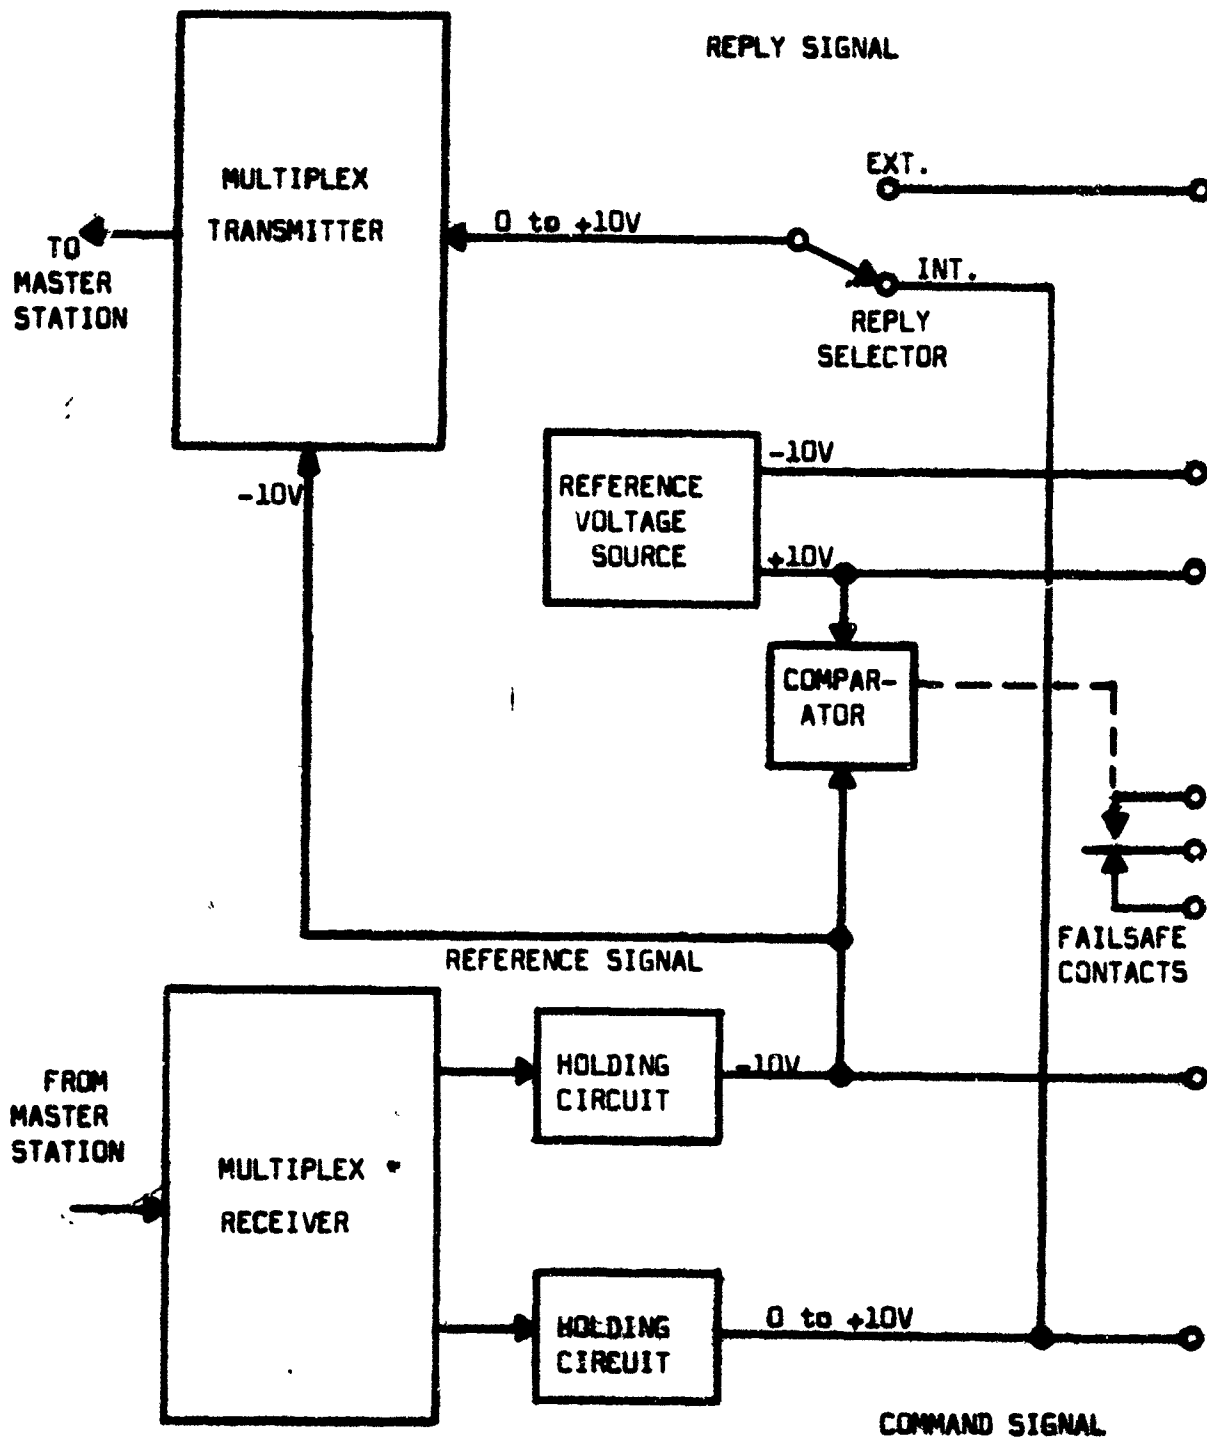 REPLY SIGNAL
EXT.
MULTIPLEX
TRANSMITTER
0 to +10V
TO
MASTER
STATION
INT.
REPLY
SELECTOR
-10V
REFERENCE
VOLTAGE
SOURCE
-10V
+10V
COMPAR-
ATOR
FAILSAFE
CONTACTS
REFERENCE SIGNAL
FROM
MASTER
STATION
MULTIPLEX
RECEIVER
HOLDING
CIRCUIT
-10V
HOLDING
CIRCUIT
0 to +10V
COMMAND SIGNAL